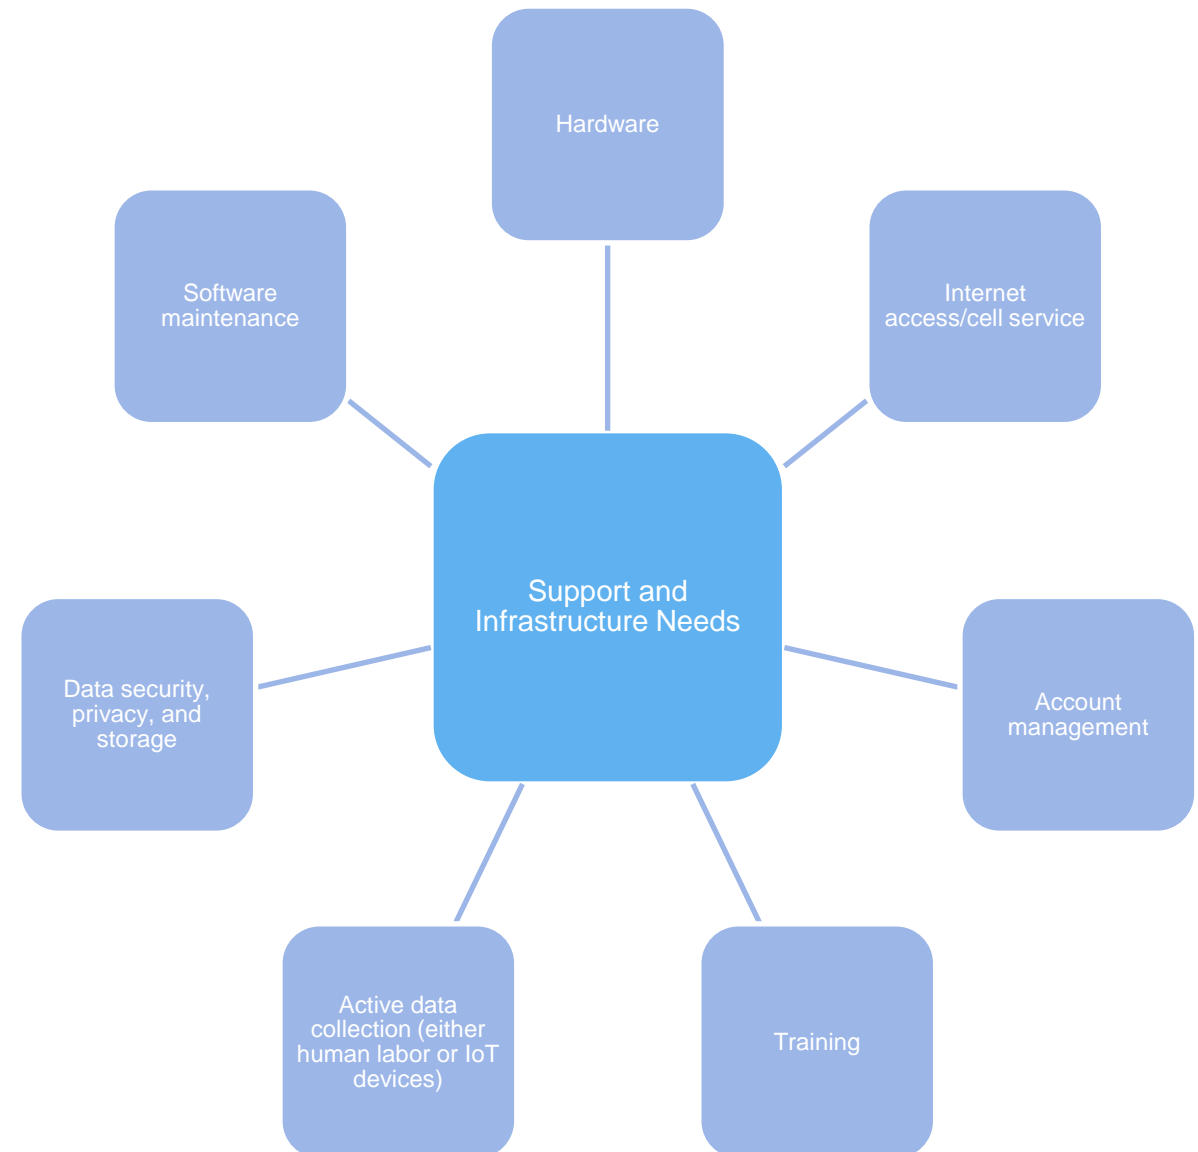 Hardware
Software
maintenance
Internet
access/cell service
Support and
Infrastructure Needs
Data security,
privacy, and
storage
Account
management
Active data
collection (either
human labor or IoT
devices)
Training